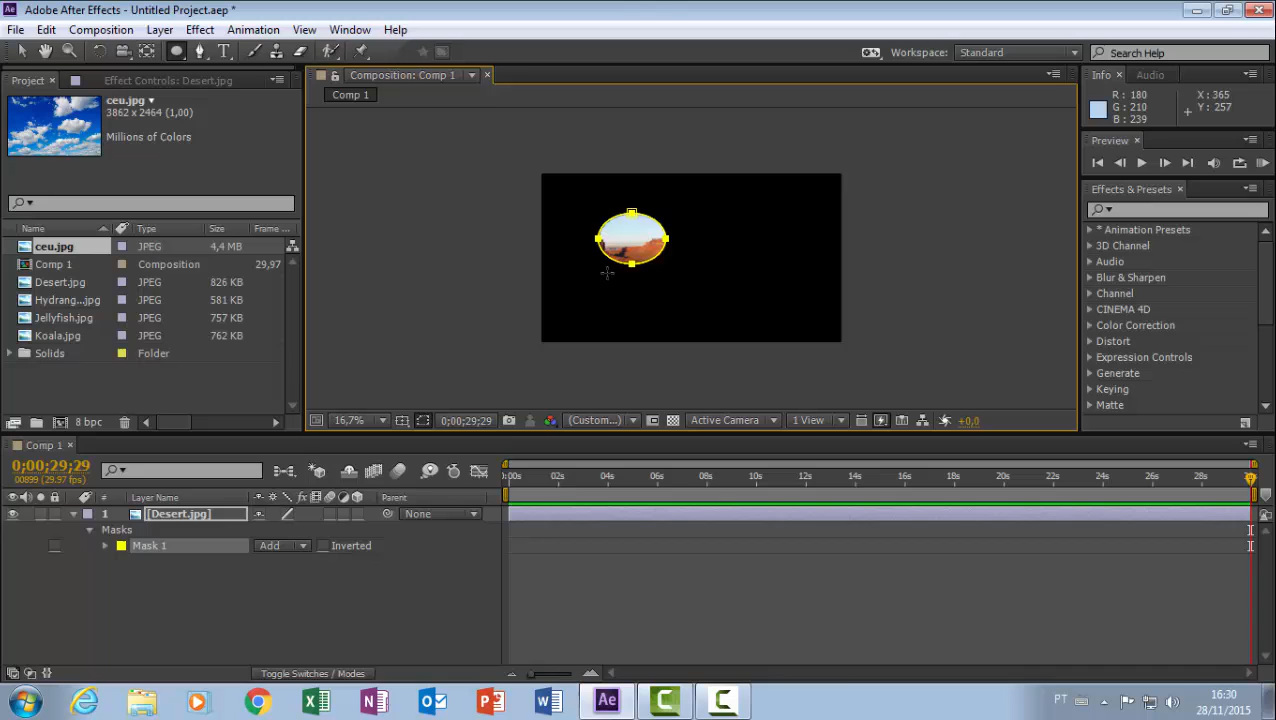 Adobe After Effects - Untitled Project.aep *
File Edit Composition Layer Effect Animation View Window Help
Workspace: Standard Search Help
Project Effect Controls: Desert.jpg
Composition: Comp 1
Info Audio
ceu.jpg
3862 x 2464 (1,00)
Millions of Colors
Comp 1
R : 180
G : 210
B : 239
X : 365
Y : 257
Preview
Effects & Presets
Name Type Size
ceu.jpg JPEG 4,4 MB
Comp 1 Composition 29,97
Desert.jpg JPEG 826 KB
Hydrang...jpg JPEG 581 KB
Jellyfish.jpg JPEG 757 KB
Koala.jpg JPEG 762 KB
Solids Folder
* Animation Presets
3D Channel
Audio
Blur & Sharpen
Channel
CINEMA 4D
Color Correction
Distort
Expression Controls
Generate
Keying
Matte
8 bpc
16,7% 0;00;29;29 (Custom...) Active Camera 1 View +0,0
Comp 1
0;00;29;29
00899 (29.97 fps)
:00s 02s 04s 06s 08s 10s 12s 14s 16s 18s 20s 22s 24s 26s 28s
# Layer Name Parent
1 [Desert.jpg] None
Masks
Mask 1 Add Inverted
Toggle Switches / Modes
PT 16:30
28/11/2015